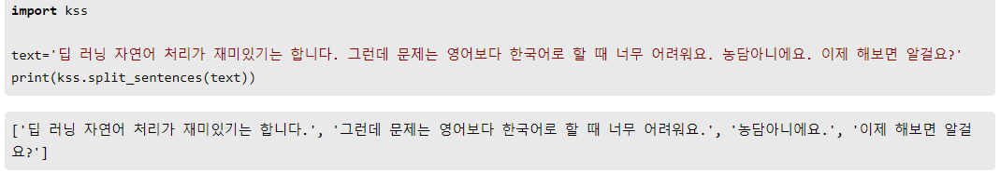 import kss
text='딥 러닝 자연어 처리가 재미있기는 합니다. 그런데 문제는 영어보다 한국어로 할 때 너무 어려워요. 농담아니에요. 이제 해보면 알걸요?'
print(kss.split_sentences(text))
['딥 러닝 자연어 처리가 재미있기는 합니다.', '그런데 문제는 영어보다 한국어로 할 때 너무 어려워요.', '농담아니에요.', '이제 해보면 알걸
요?']